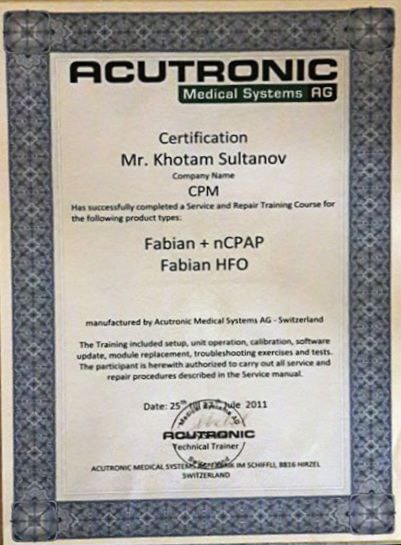 ACUTRONIC
Medical Systems AG
Certification
Mr. Khotam Sultanov
Company Name
CPM
Has successfully completed a Service and Repair Training Course for
the following product types:
Fabian + nCPAP
Fabian HFO
manufactured by Acutronic Medical Systems AG - Switzerland
The Training included setup, unit operation, calibration, software
update, module replacement, troubleshooting exercises and tests.
The participant is herewith authorized to carry out all service and
repair procedures described in the Service manual.
Date: 25th till 2011
ACUTRONIC
Technical Trainer
ACUTRONIC MEDICAL SYSTEMS IM SCHIFFLI, 8816 HIRZEL
SWITZERLAND